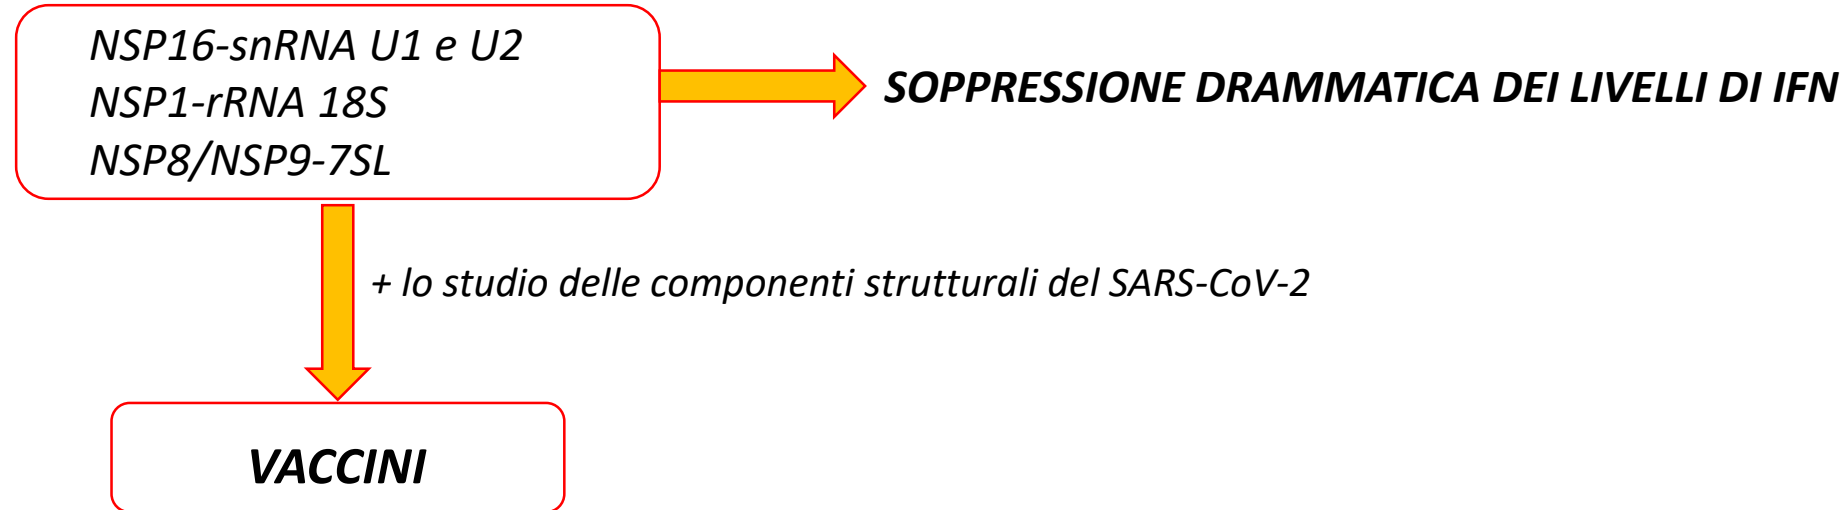 NSP16-snRNA U1 e U2
NSP1-rRNA 18S
NSP8/NSP9-7SL
SOPPRESSIONE DRAMMATICA DEI LIVELLI DI IFN
+ lo studio delle componenti strutturali del SARS-CoV-2
VACCINI